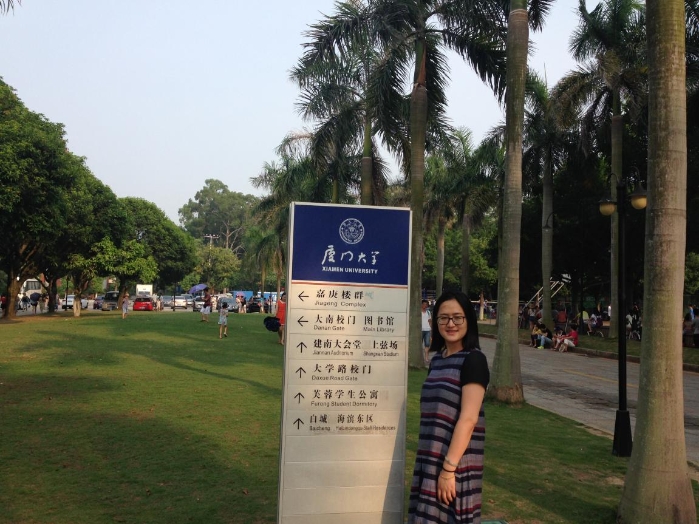 厦门大学
XIAMEN UNIVERSITY
← 嘉庚楼群
Jiageng Complex
← 大南校门 图书馆
Danan Gate Main Library
↑ 建南大会堂 上弦场
Jiannan Auditorium Shangxuan Stadium
↑ 大学路校门
Daxue Road Gate
↑ 芙蓉学生公寓
Furong Student Dormitory
↑ 白城 海滨东区
Baicheng